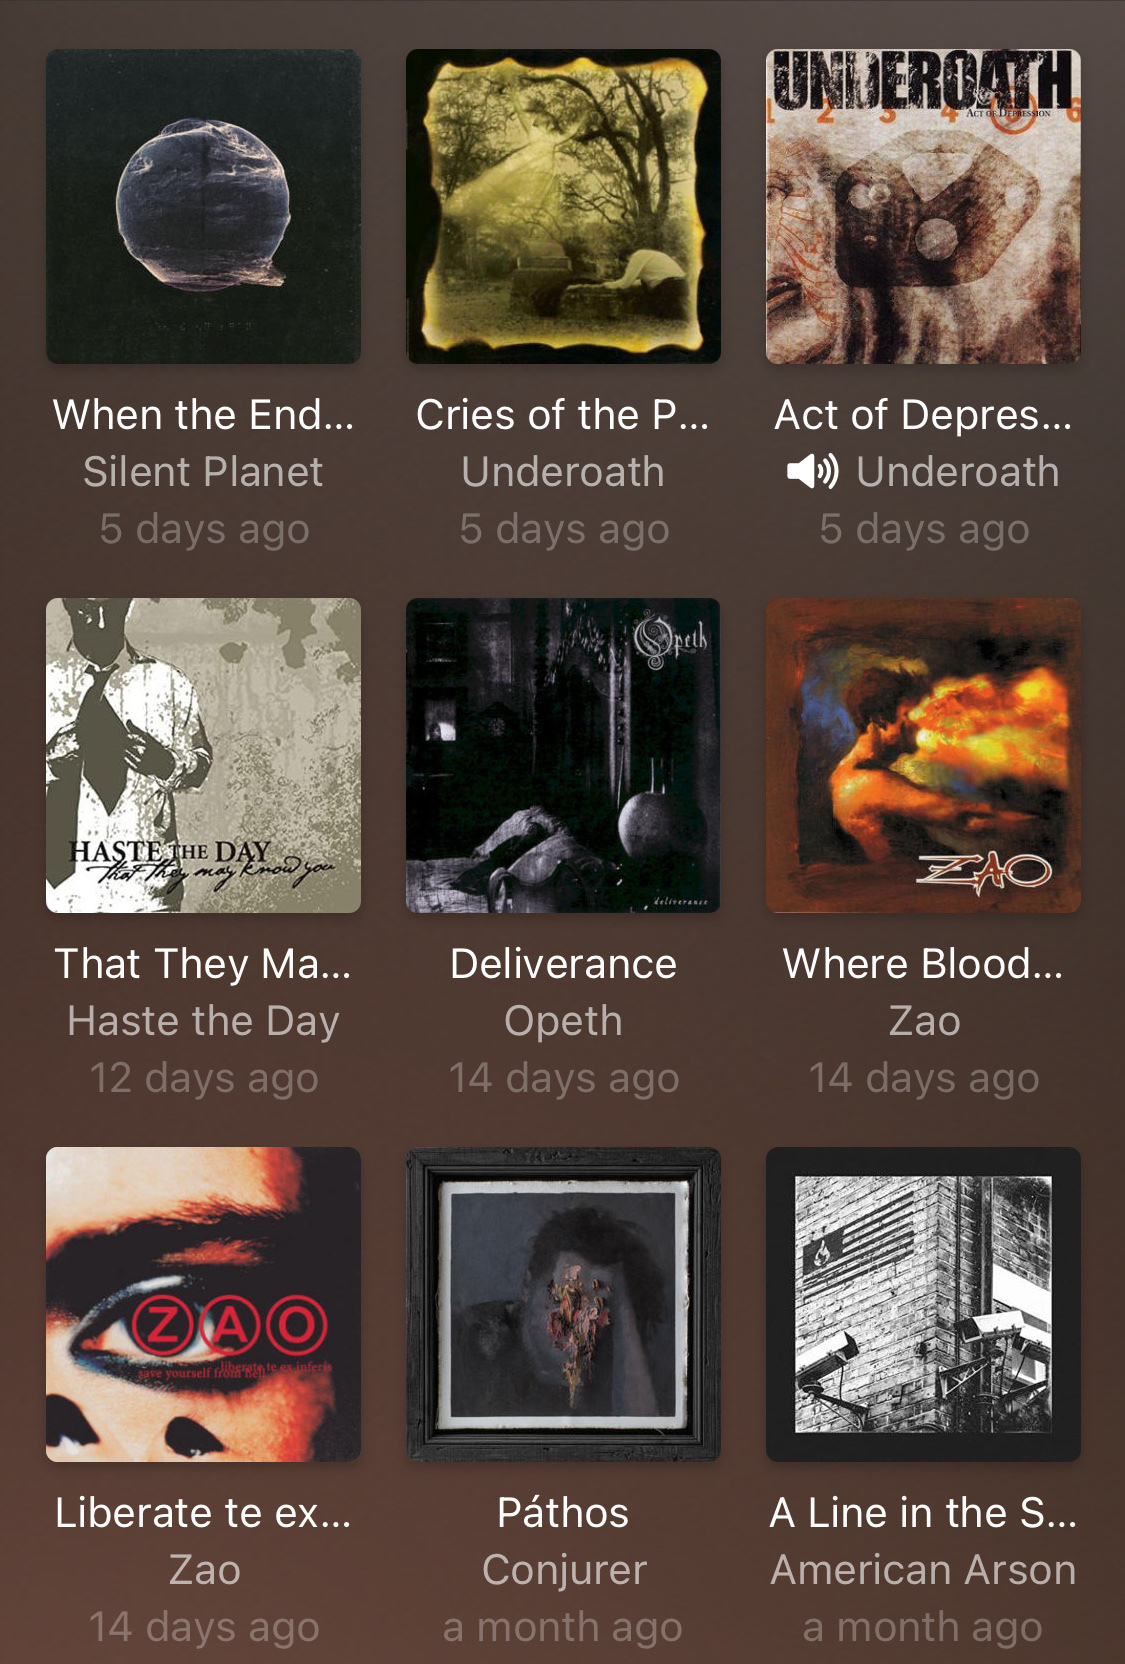 UNDEROATH
ACT OF DEPRESSION
1 2 3 4 5 6
When the End...
Cries of the P...
Act of Depres...
Silent Planet
Underoath
Underoath
5 days ago
5 days ago
5 days ago
Opeth
HASTE THE DAY
that they may know you
deliverance
ZAO
That They Ma...
Deliverance
Where Blood...
Haste the Day
Opeth
Zao
12 days ago
14 days ago
14 days ago
ZAO
liberate te ex inferis
save yourself from hell
Liberate te ex...
Páthos
A Line in the S...
Zao
Conjurer
American Arson
14 days ago
a month ago
a month ago